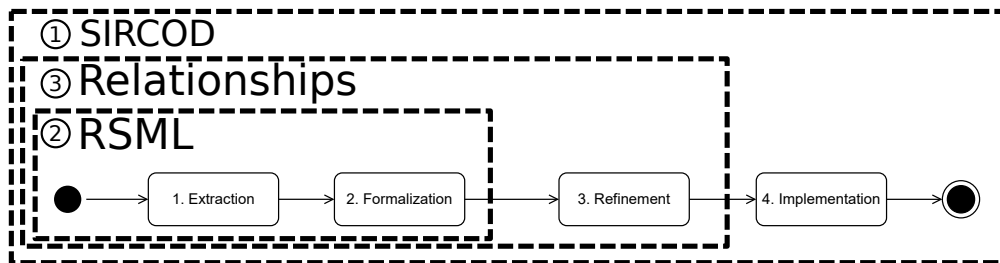 ① SIRCOD
③ Relationships
② RSML
1. Extraction
2. Formalization
3. Refinement
4. Implementation